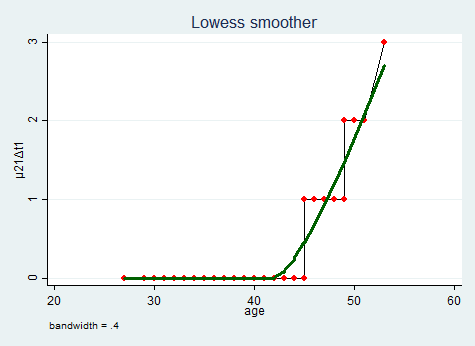 Lowess smoother
3
2
1
0
μ21Δt1
20 30 40 50 60
age
bandwidth = .4